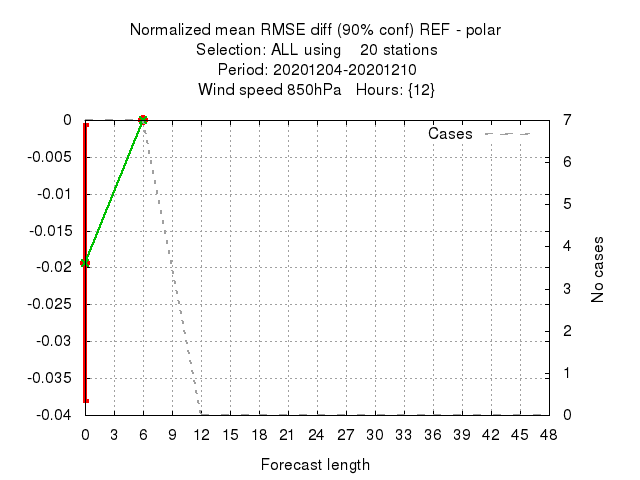 Normalized mean RMSE diff (90% conf) REF - polar
Selection: ALL using    20 stations
Period: 20201204-20201210
Wind speed 850hPa   Hours: {12}
Cases
0
-0.005
-0.01
-0.015
-0.02
-0.025
-0.03
-0.035
-0.04
7
6
5
4
3
2
1
0
No cases
0 3 6 9 12 15 18 21 24 27 30 33 36 39 42 45 48
Forecast length